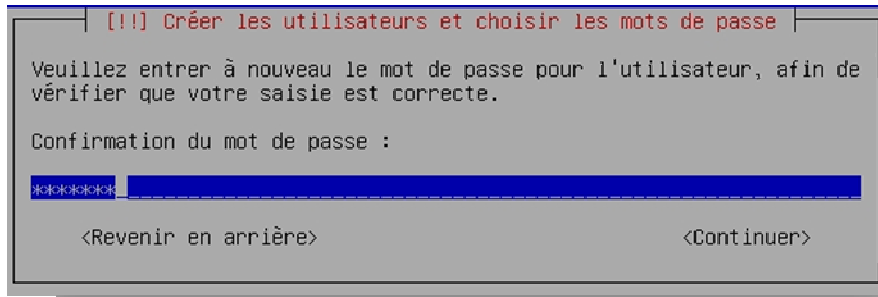 [!!] Créer les utilisateurs et choisir les mots de passe
Veuillez entrer à nouveau le mot de passe pour l'utilisateur, afin de
vérifier que votre saisie est correcte.
Confirmation du mot de passe :
*******
<Revenir en arrière> <Continuer>